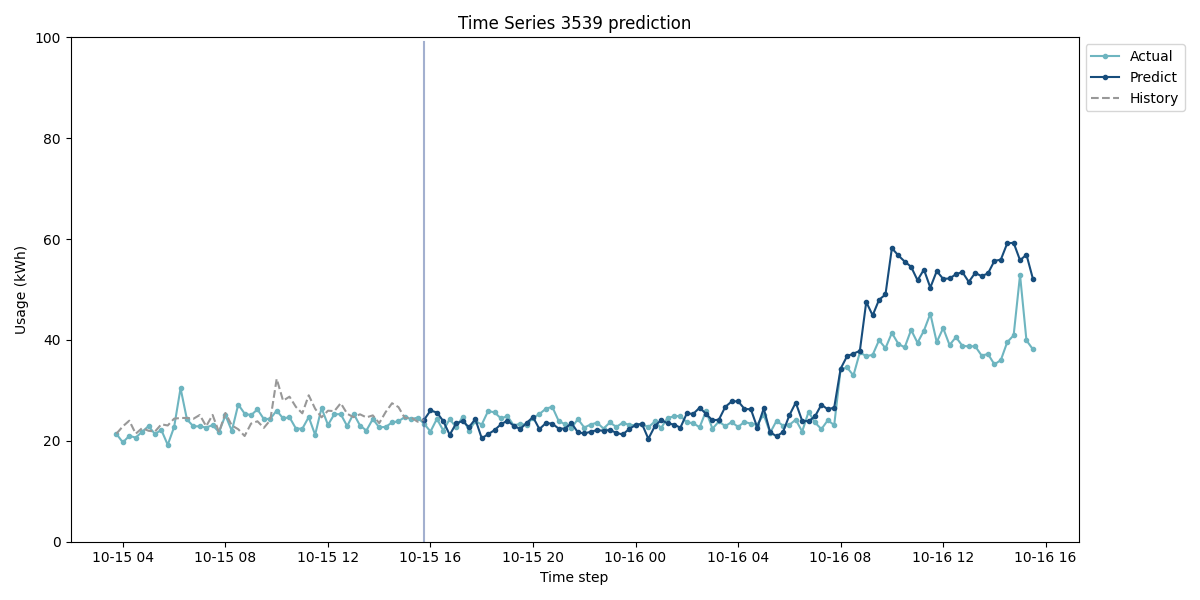 Time Series 3539 prediction
Actual
Predict
History
Usage (kWh)
100
80
60
40
20
0
10-15 04
10-15 08
10-15 12
10-15 16
10-15 20
10-16 00
10-16 04
10-16 08
10-16 12
10-16 16
Time step